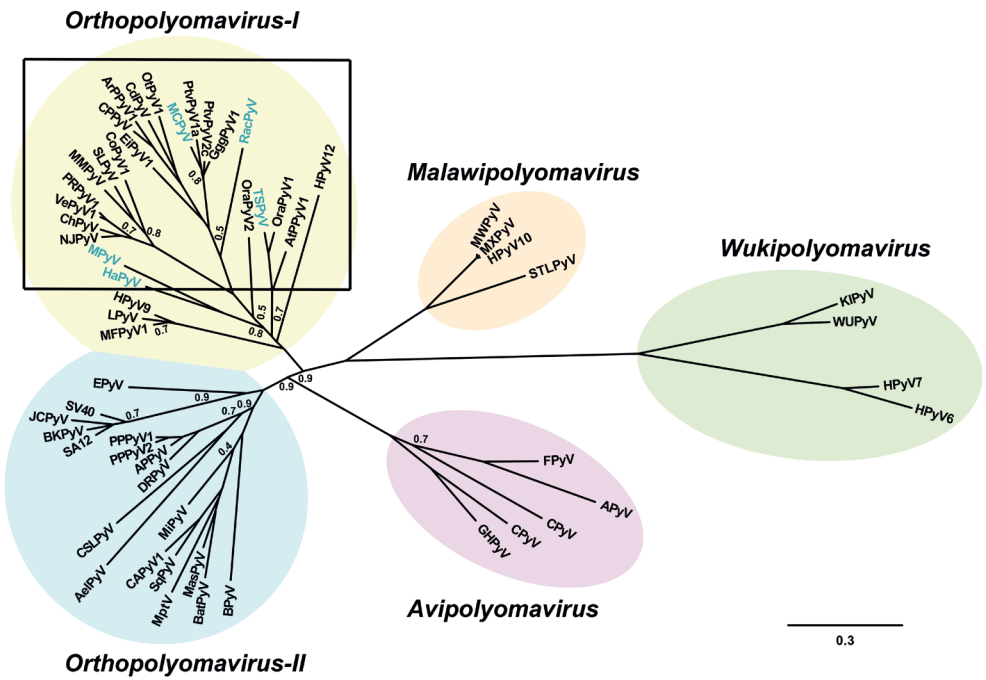 Orthopolyomavirus-I
OtPyV1
CdPyV
ArPPyV1
CPPyV
EiPyV1
PtvPyV1a
MCPyV
PtvPyV2c
GggPyV1
RacPyV
CoPyV1
SLPyV
MMPyV
PRPyV1
VePyV1
ChPyV
NJPyV
MPyV
HaPyV
OraPyV2
TSPyV
OraPyV1
AtPPyV1
HPyV12
0.8
0.7
0.8
0.5
HPyV9
LPyV
MFPyV1
0.7
0.8
0.5
0.7
Malawipolyomavirus
MWPyV
MXPyV
HPyV10
STLPyV
Wukipolyomavirus
KIPyV
WUPyV
HPyV7
HPyV6
0.9
0.9
EPyV
SV40
JCPyV
BKPyV
SA12
0.7
0.9
0.7
0.9
0.4
PPPyV1
PPPyV2
APPyV
DRPyV
CSLPyV
AelPyV
MiPyV
CAPyV1
SqPyV
MptV
MasPyV
BatPyV
BPyV
Orthopolyomavirus-II
0.7
FPyV
APyV
CPyV
CPyV
GHPyV
Avipolyomavirus
0.3